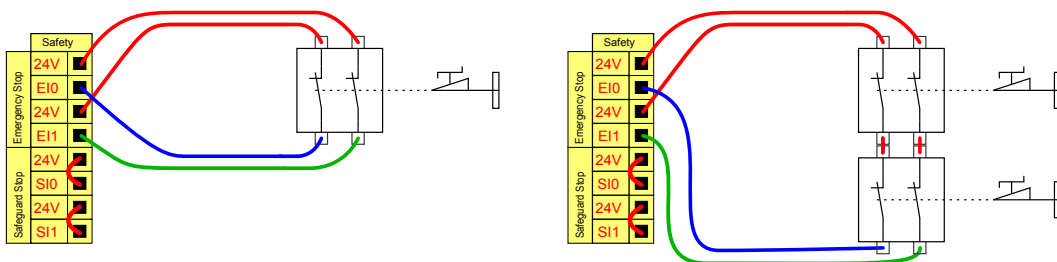 Safety
Emergency Stop
24V
EI0
24V
EI1
Safeguard Stop
24V
SI0
24V
SI1
Safety
Emergency Stop
24V
EI0
24V
EI1
Safeguard Stop
24V
SI0
24V
SI1